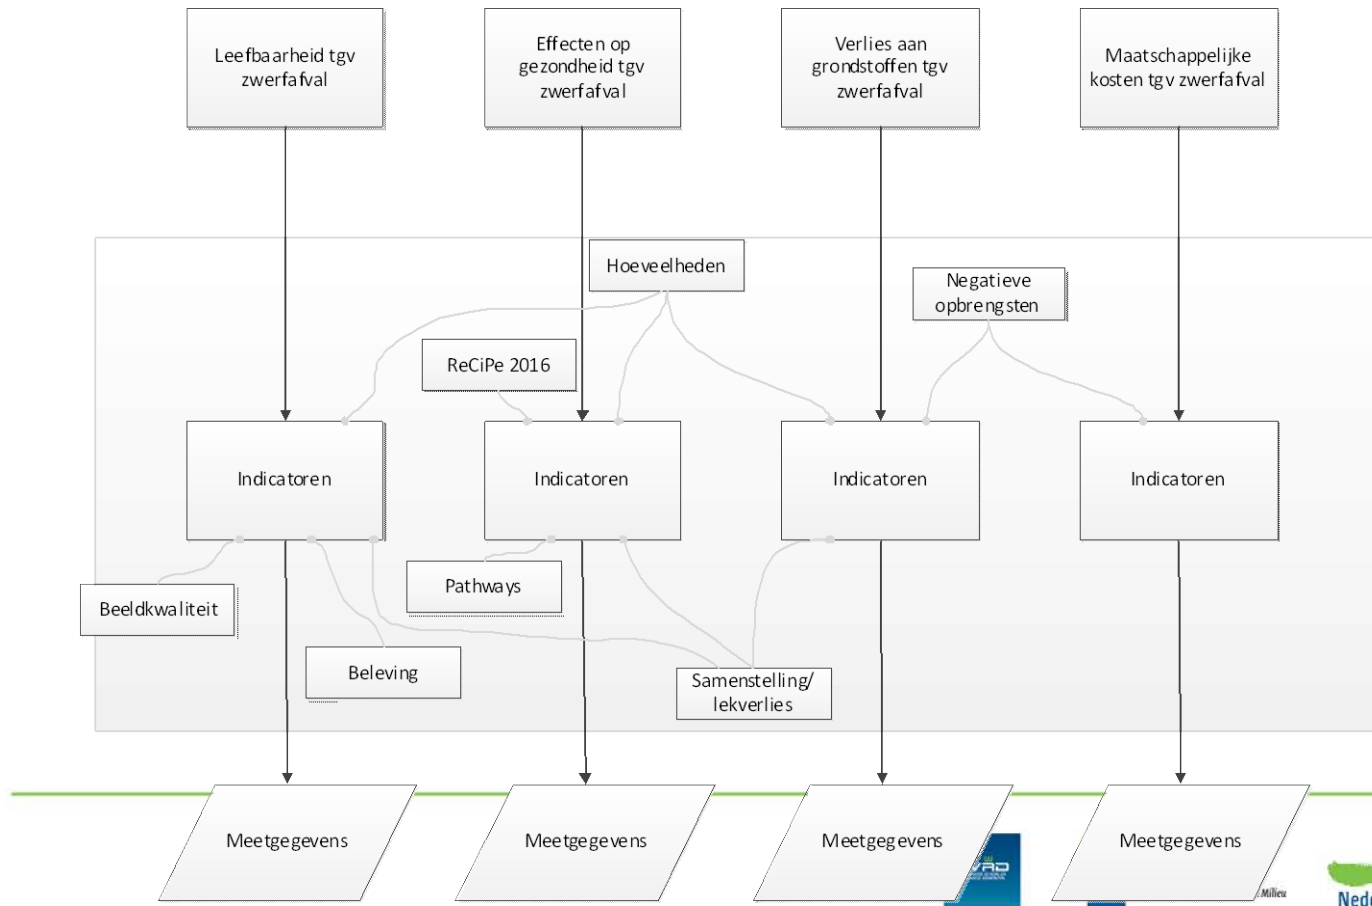 Leefbaarheid tgv
zwerfafval
Effecten op
gezondheid tgv
zwerfafval
Verlies aan
grondstoffen tgv
zwerfafval
Maatschappelijke
kosten tgv zwerfafval
Hoeveelheden
Negatieve
opbrengsten
ReCiPe 2016
Indicatoren
Indicatoren
Indicatoren
Indicatoren
Pathways
Beeldkwaliteit
Beleving
Samenstelling/
lekverlies
Meetgegevens
Meetgegevens
Meetgegevens
Meetgegevens
Milieu